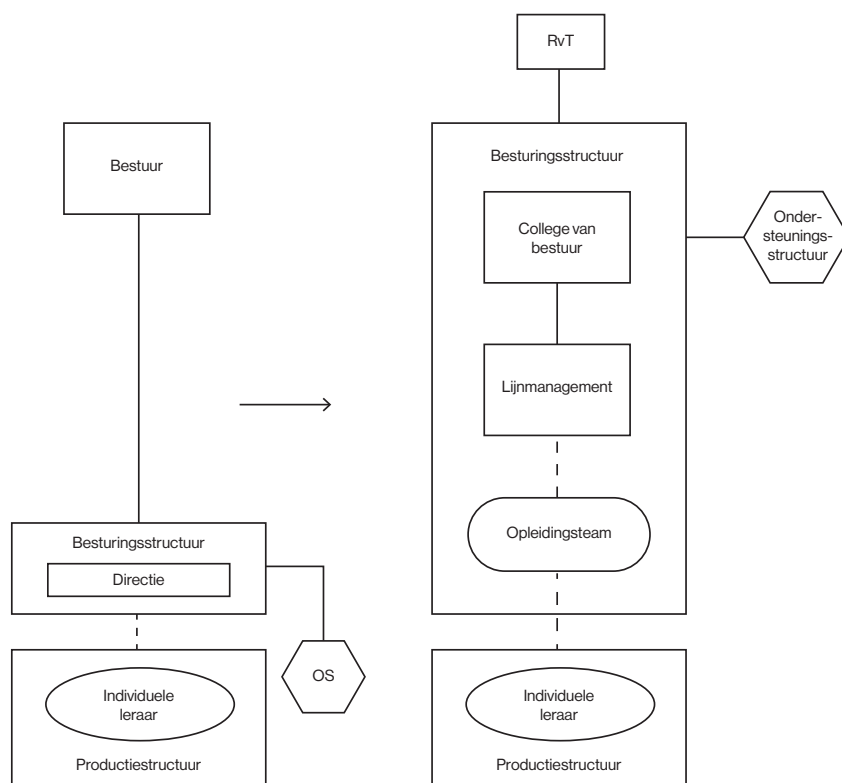 Bestuur
Besturingsstructuur
Directie
OS
Individuele
leraar
Productiestructuur
RvT
Besturingsstructuur
College van
bestuur
Lijnmanagement
Opleidingsteam
Onder-
steunings-
structuur
Individuele
leraar
Productiestructuur